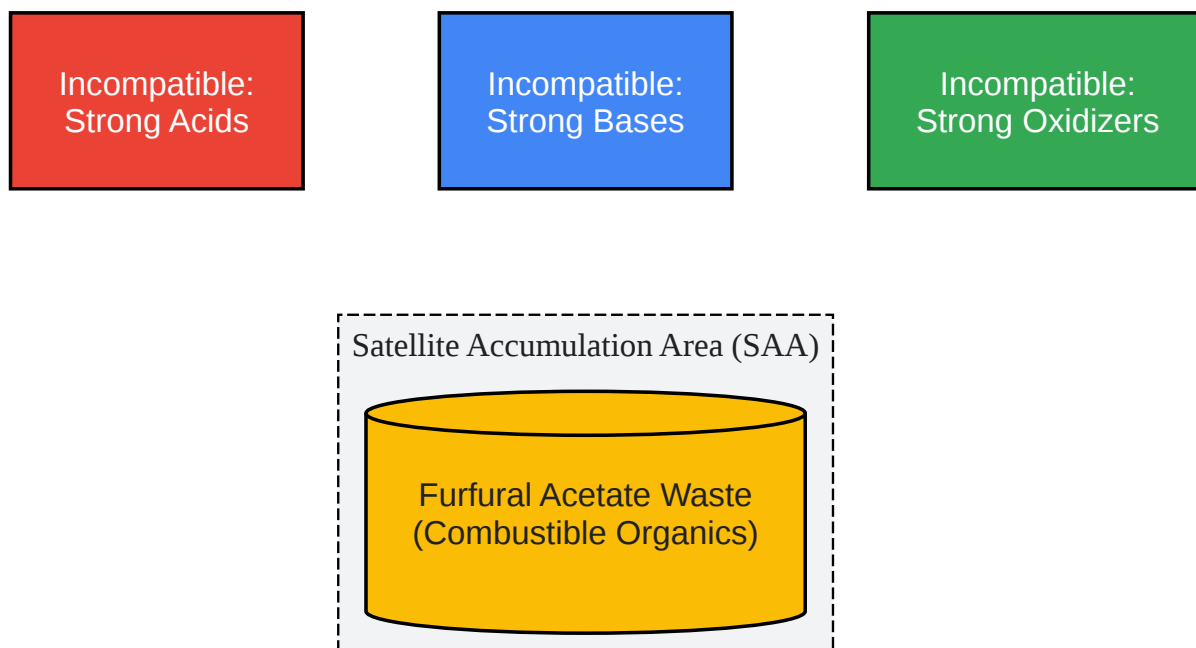 Incompatible:
Strong Acids
Incompatible:
Strong Bases
Incompatible:
Strong Oxidizers
Satellite Accumulation Area (SAA)
Furfural Acetate Waste
(Combustible Organics)